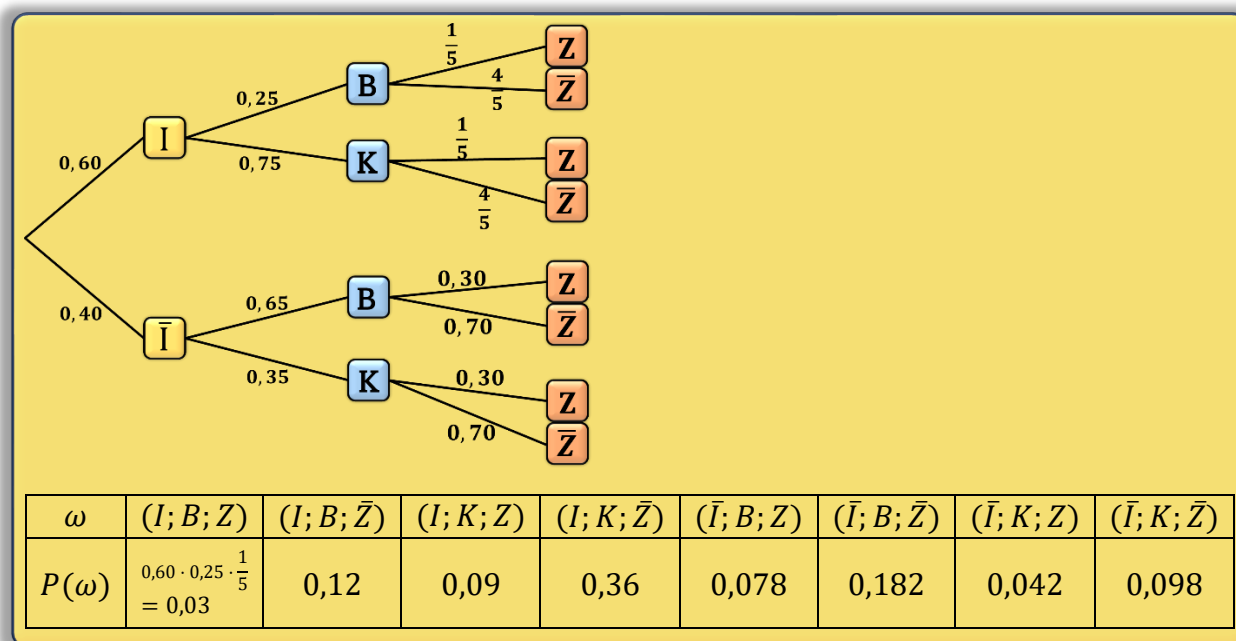 1/5 Z
0,25 B 4/5 Z̄
I
0,60 0,75 K 1/5 Z
4/5 Z̄
0,30 Z
0,65 B 0,70 Z̄
0,40 Ī
0,35 K 0,30 Z
0,70 Z̄
ω (I; B; Z) (I; B; Z̄) (I; K; Z) (I; K; Z̄) (Ī; B; Z) (Ī; B; Z̄) (Ī; K; Z) (Ī; K; Z̄)
P(ω) 0,60 · 0,25 · 1/5 = 0,03 0,12 0,09 0,36 0,078 0,182 0,042 0,098